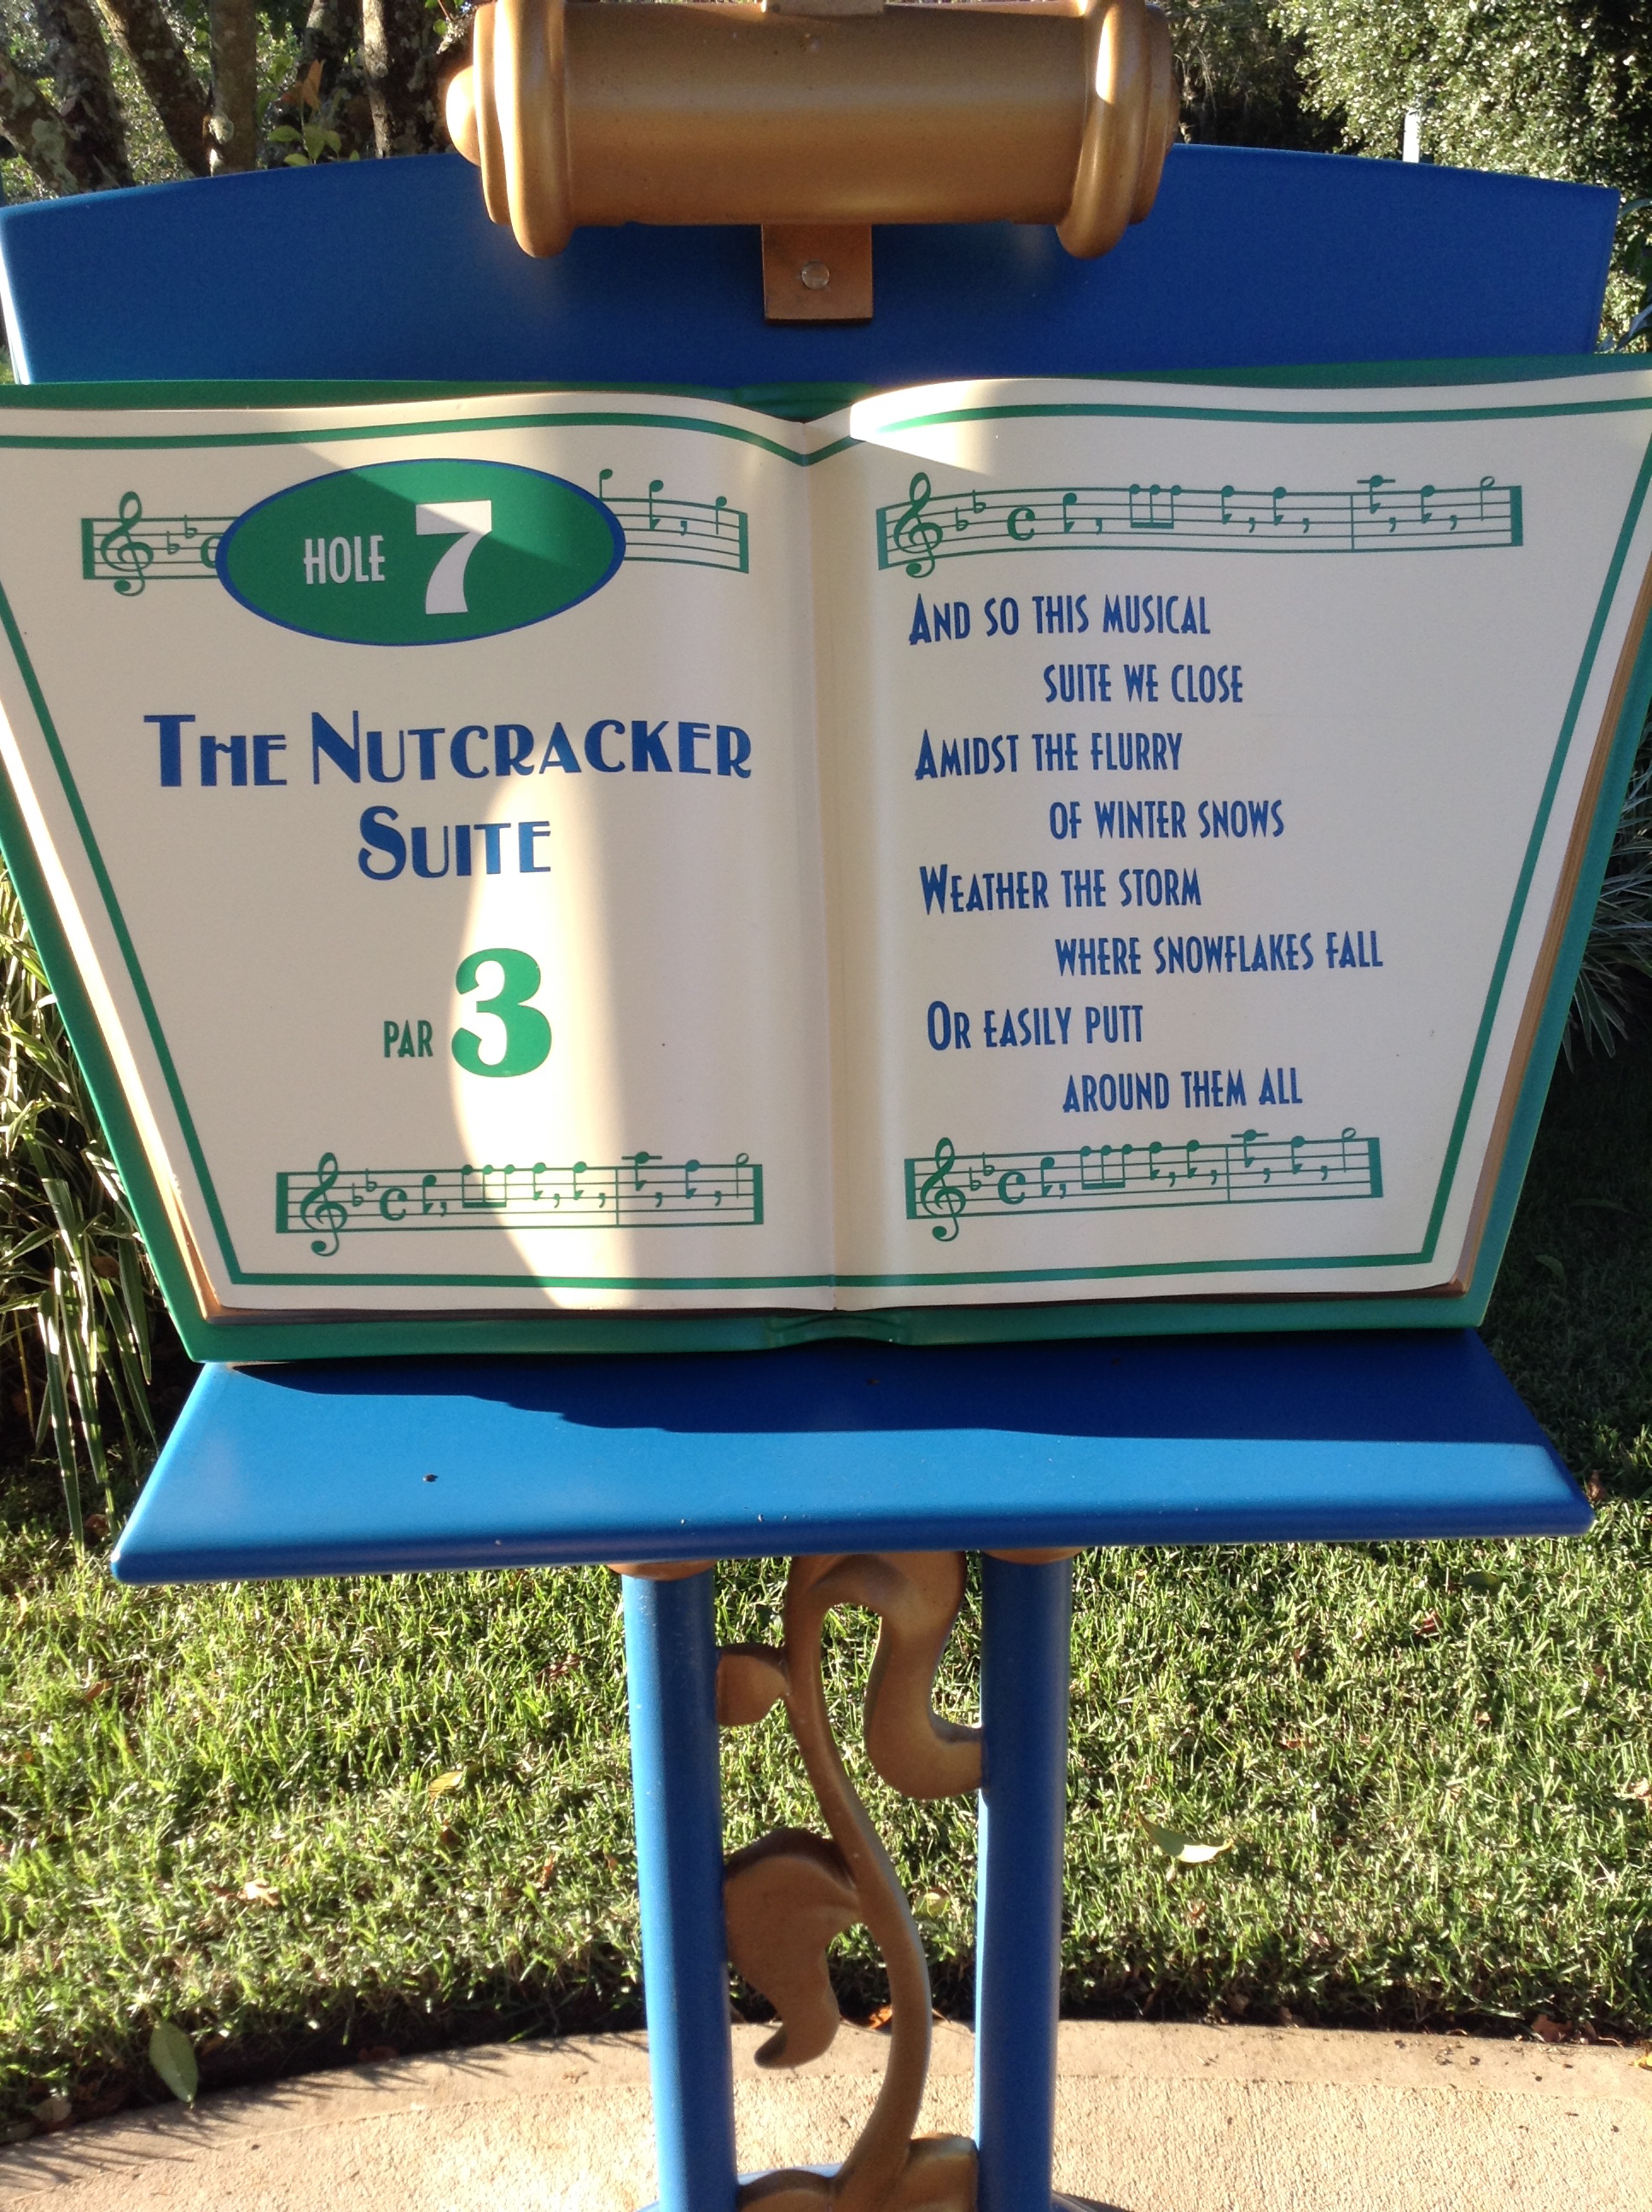 HOLE 7
THE NUTCRACKER
SUITE
PAR 3
AND SO THIS MUSICAL
SUITE WE CLOSE
AMIDST THE FLURRY
OF WINTER SNOWS
WEATHER THE STORM
WHERE SNOWFLAKES FALL
OR EASILY PUTT
AROUND THEM ALL